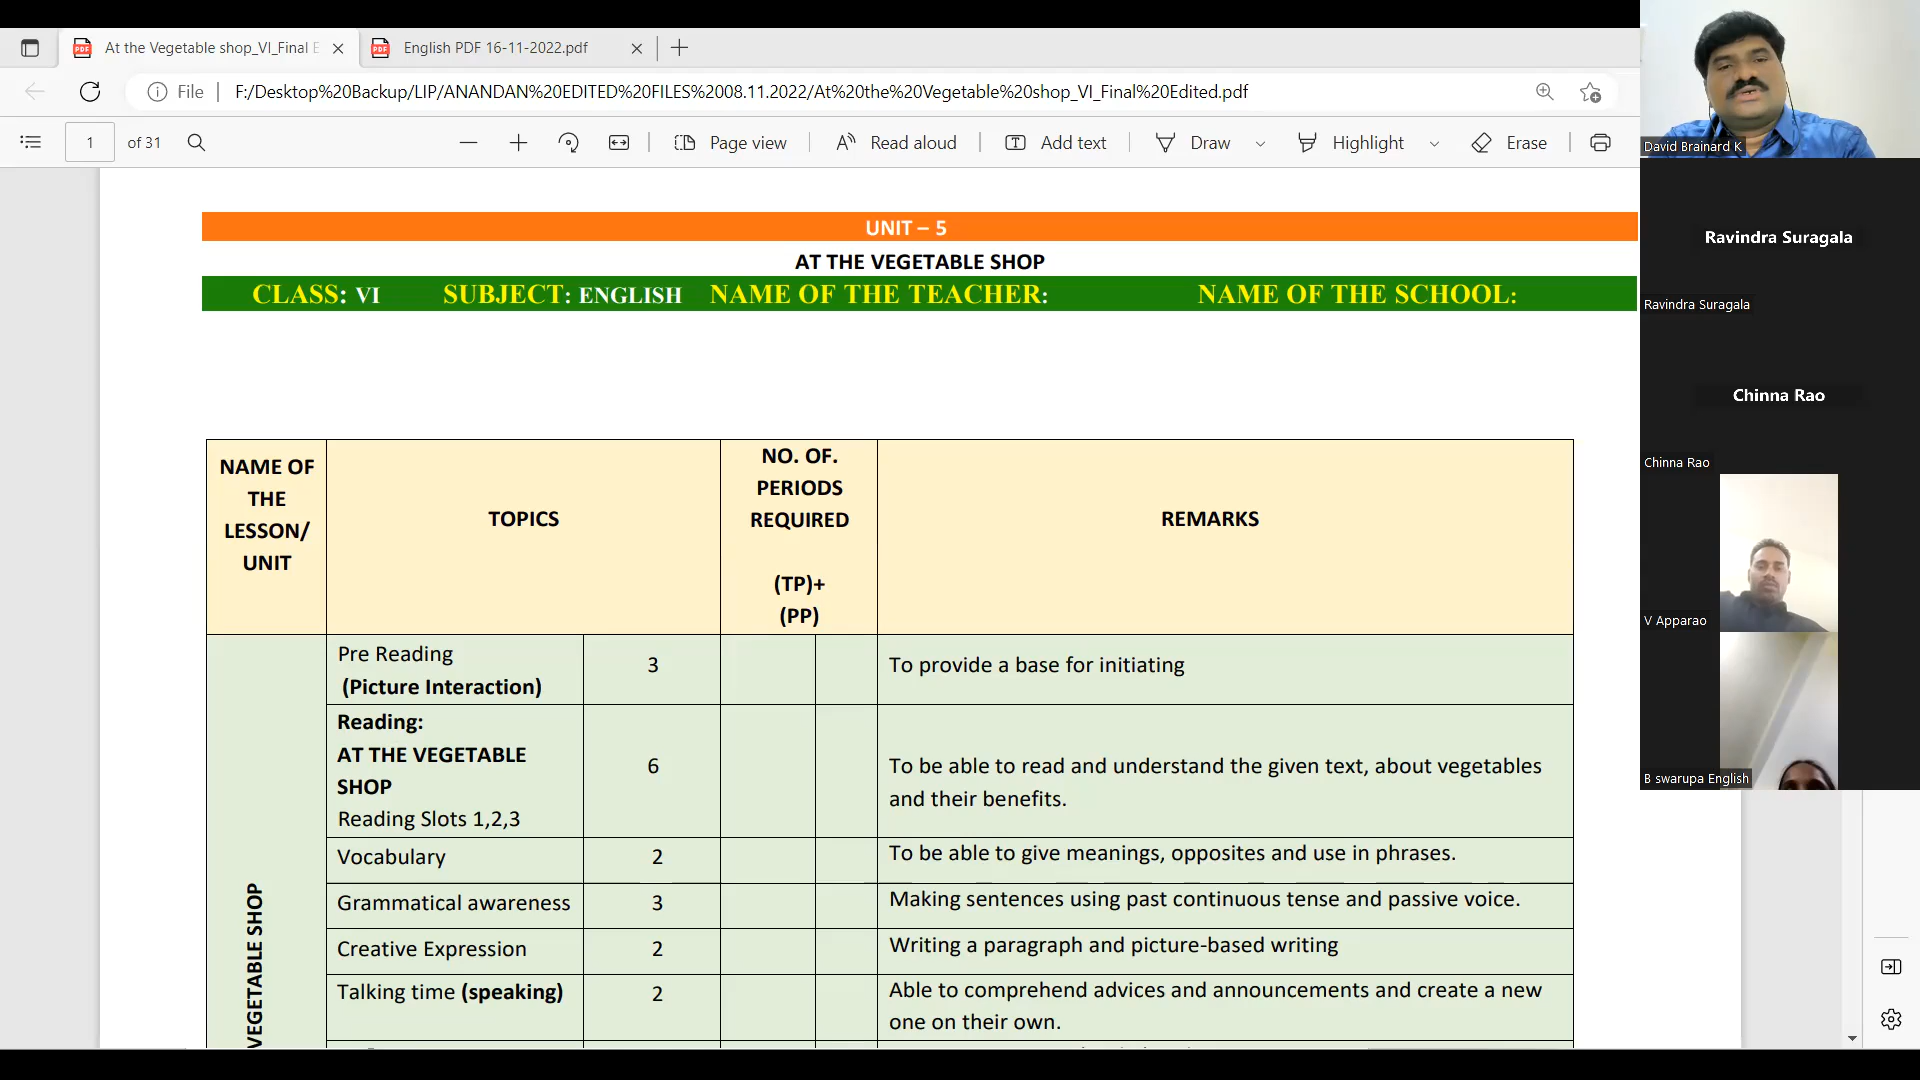 At the Vegetable shop_VI_Final E
English PDF 16-11-2022.pdf
File
F:/Desktop%20Backup/LIP/ANANDAN%20EDITED%20FILES%2008.11.2022/At%20the%20Vegetable%20shop_VI_Final%20Edited.pdf
1 of 31
Page view
Read aloud
Add text
Draw
Highlight
Erase
UNIT – 5
AT THE VEGETABLE SHOP
CLASS: VI SUBJECT: ENGLISH NAME OF THE TEACHER: NAME OF THE SCHOOL:
NAME OF
THE
LESSON/
UNIT
TOPICS
NO. OF.
PERIODS
REQUIRED
(TP)+
(PP)
REMARKS
VEGETABLE SHOP
Pre Reading
(Picture Interaction)
3
To provide a base for initiating
Reading:
AT THE VEGETABLE
SHOP
Reading Slots 1,2,3
6
To be able to read and understand the given text, about vegetables
and their benefits.
Vocabulary
2
To be able to give meanings, opposites and use in phrases.
Grammatical awareness
3
Making sentences using past continuous tense and passive voice.
Creative Expression
2
Writing a paragraph and picture-based writing
Talking time (speaking)
2
Able to comprehend advices and announcements and create a new
one on their own.
David Brainard K
Ravindra Suragala
Ravindra Suragala
Chinna Rao
Chinna Rao
V Apparao
B swarupa English